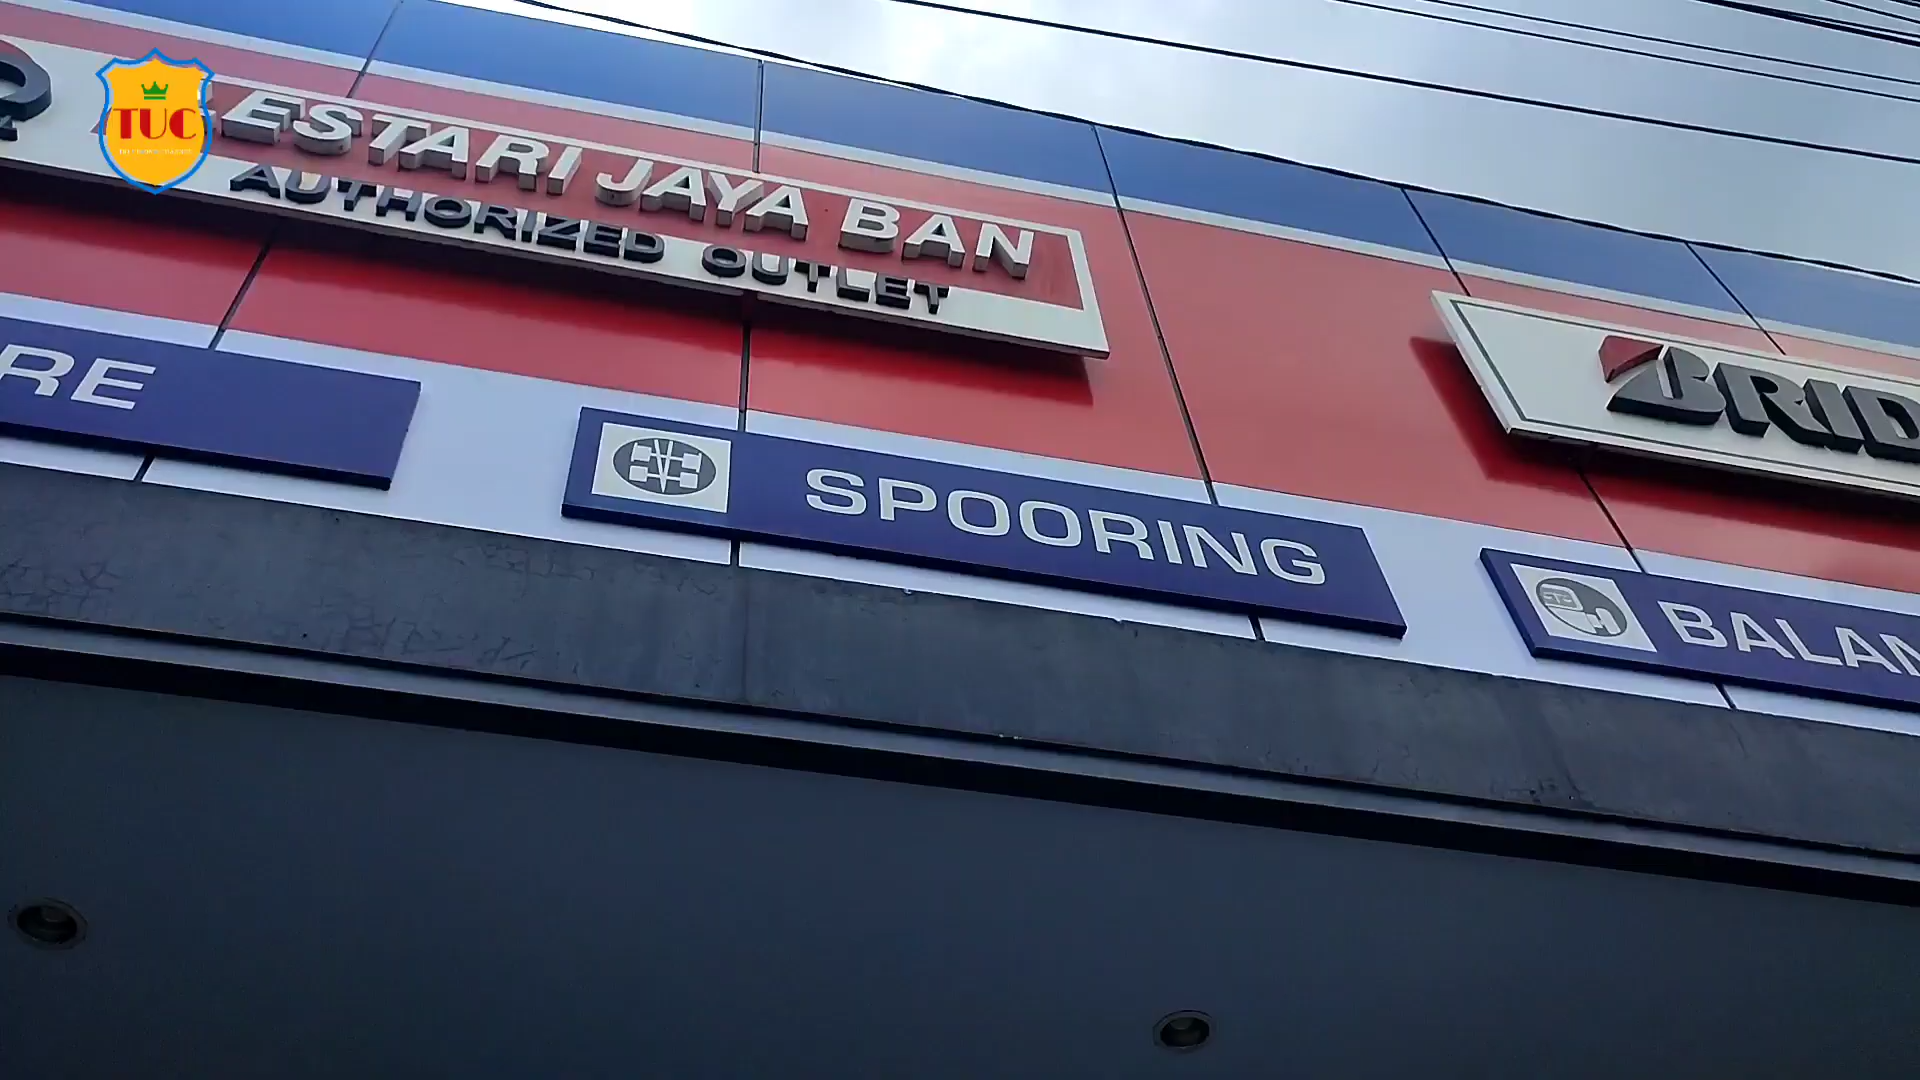 TUC
ESTARI JAYA BAN
AUTHORIZED OUTLET
BRID
RE
SPOORING
BALAN